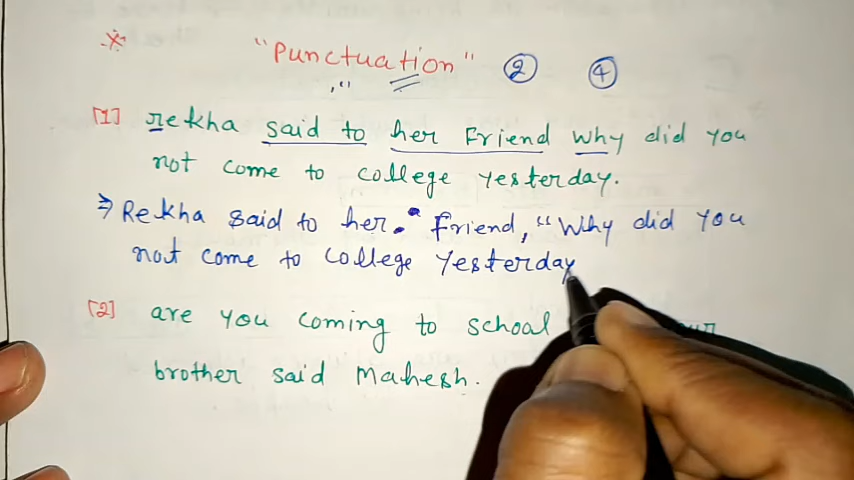 * "Punctuation" ② ④
," 
[1] rekha said to her Friend why did you
not come to college yesterday.
⇒ Rekha said to her. Friend, "Why did you
not come to college yesterday
[2] are you coming to schoal
brother said Mahesh.